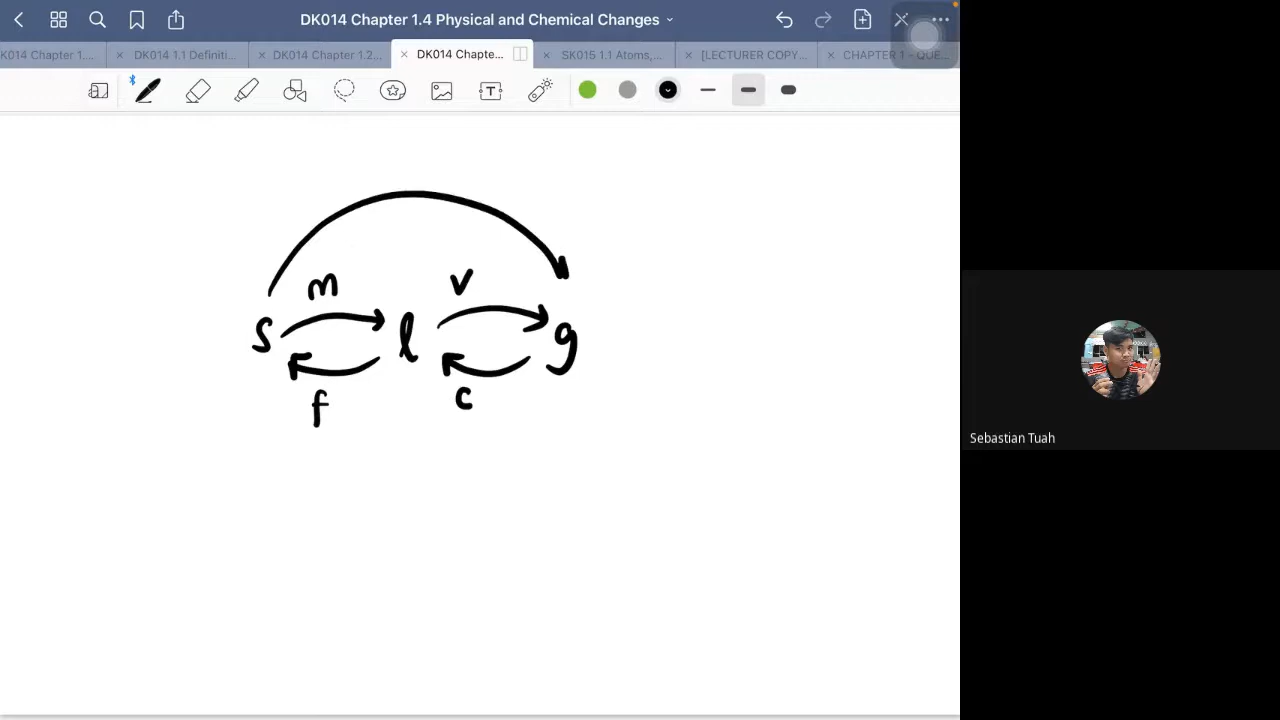 DK014 Chapter 1.4 Physical and Chemical Changes
K014 Chapter 1....
DK014 1.1 Definiti...
DK014 Chapter 1.2...
DK014 Chapte...
SK015 1.1 Atoms,...
[LECTURER COPY...
CHAPTER 1 - QUE...
T
m v
s l g
f c
Sebastian Tuah